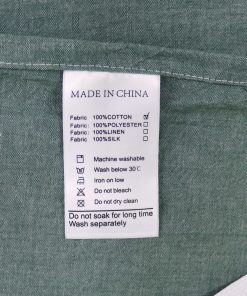 MADE IN CHINA
Fabric: 100%COTTON ☑
Fabric: 100%POLYESTER ☐
Fabric: 100%LINEN ☐
Fabric: 100%SILK ☐
Machine washable
Wash below 30℃
Iron on low
Do not bleach
Do not dry clean
Do not soak for long time
Wash separately